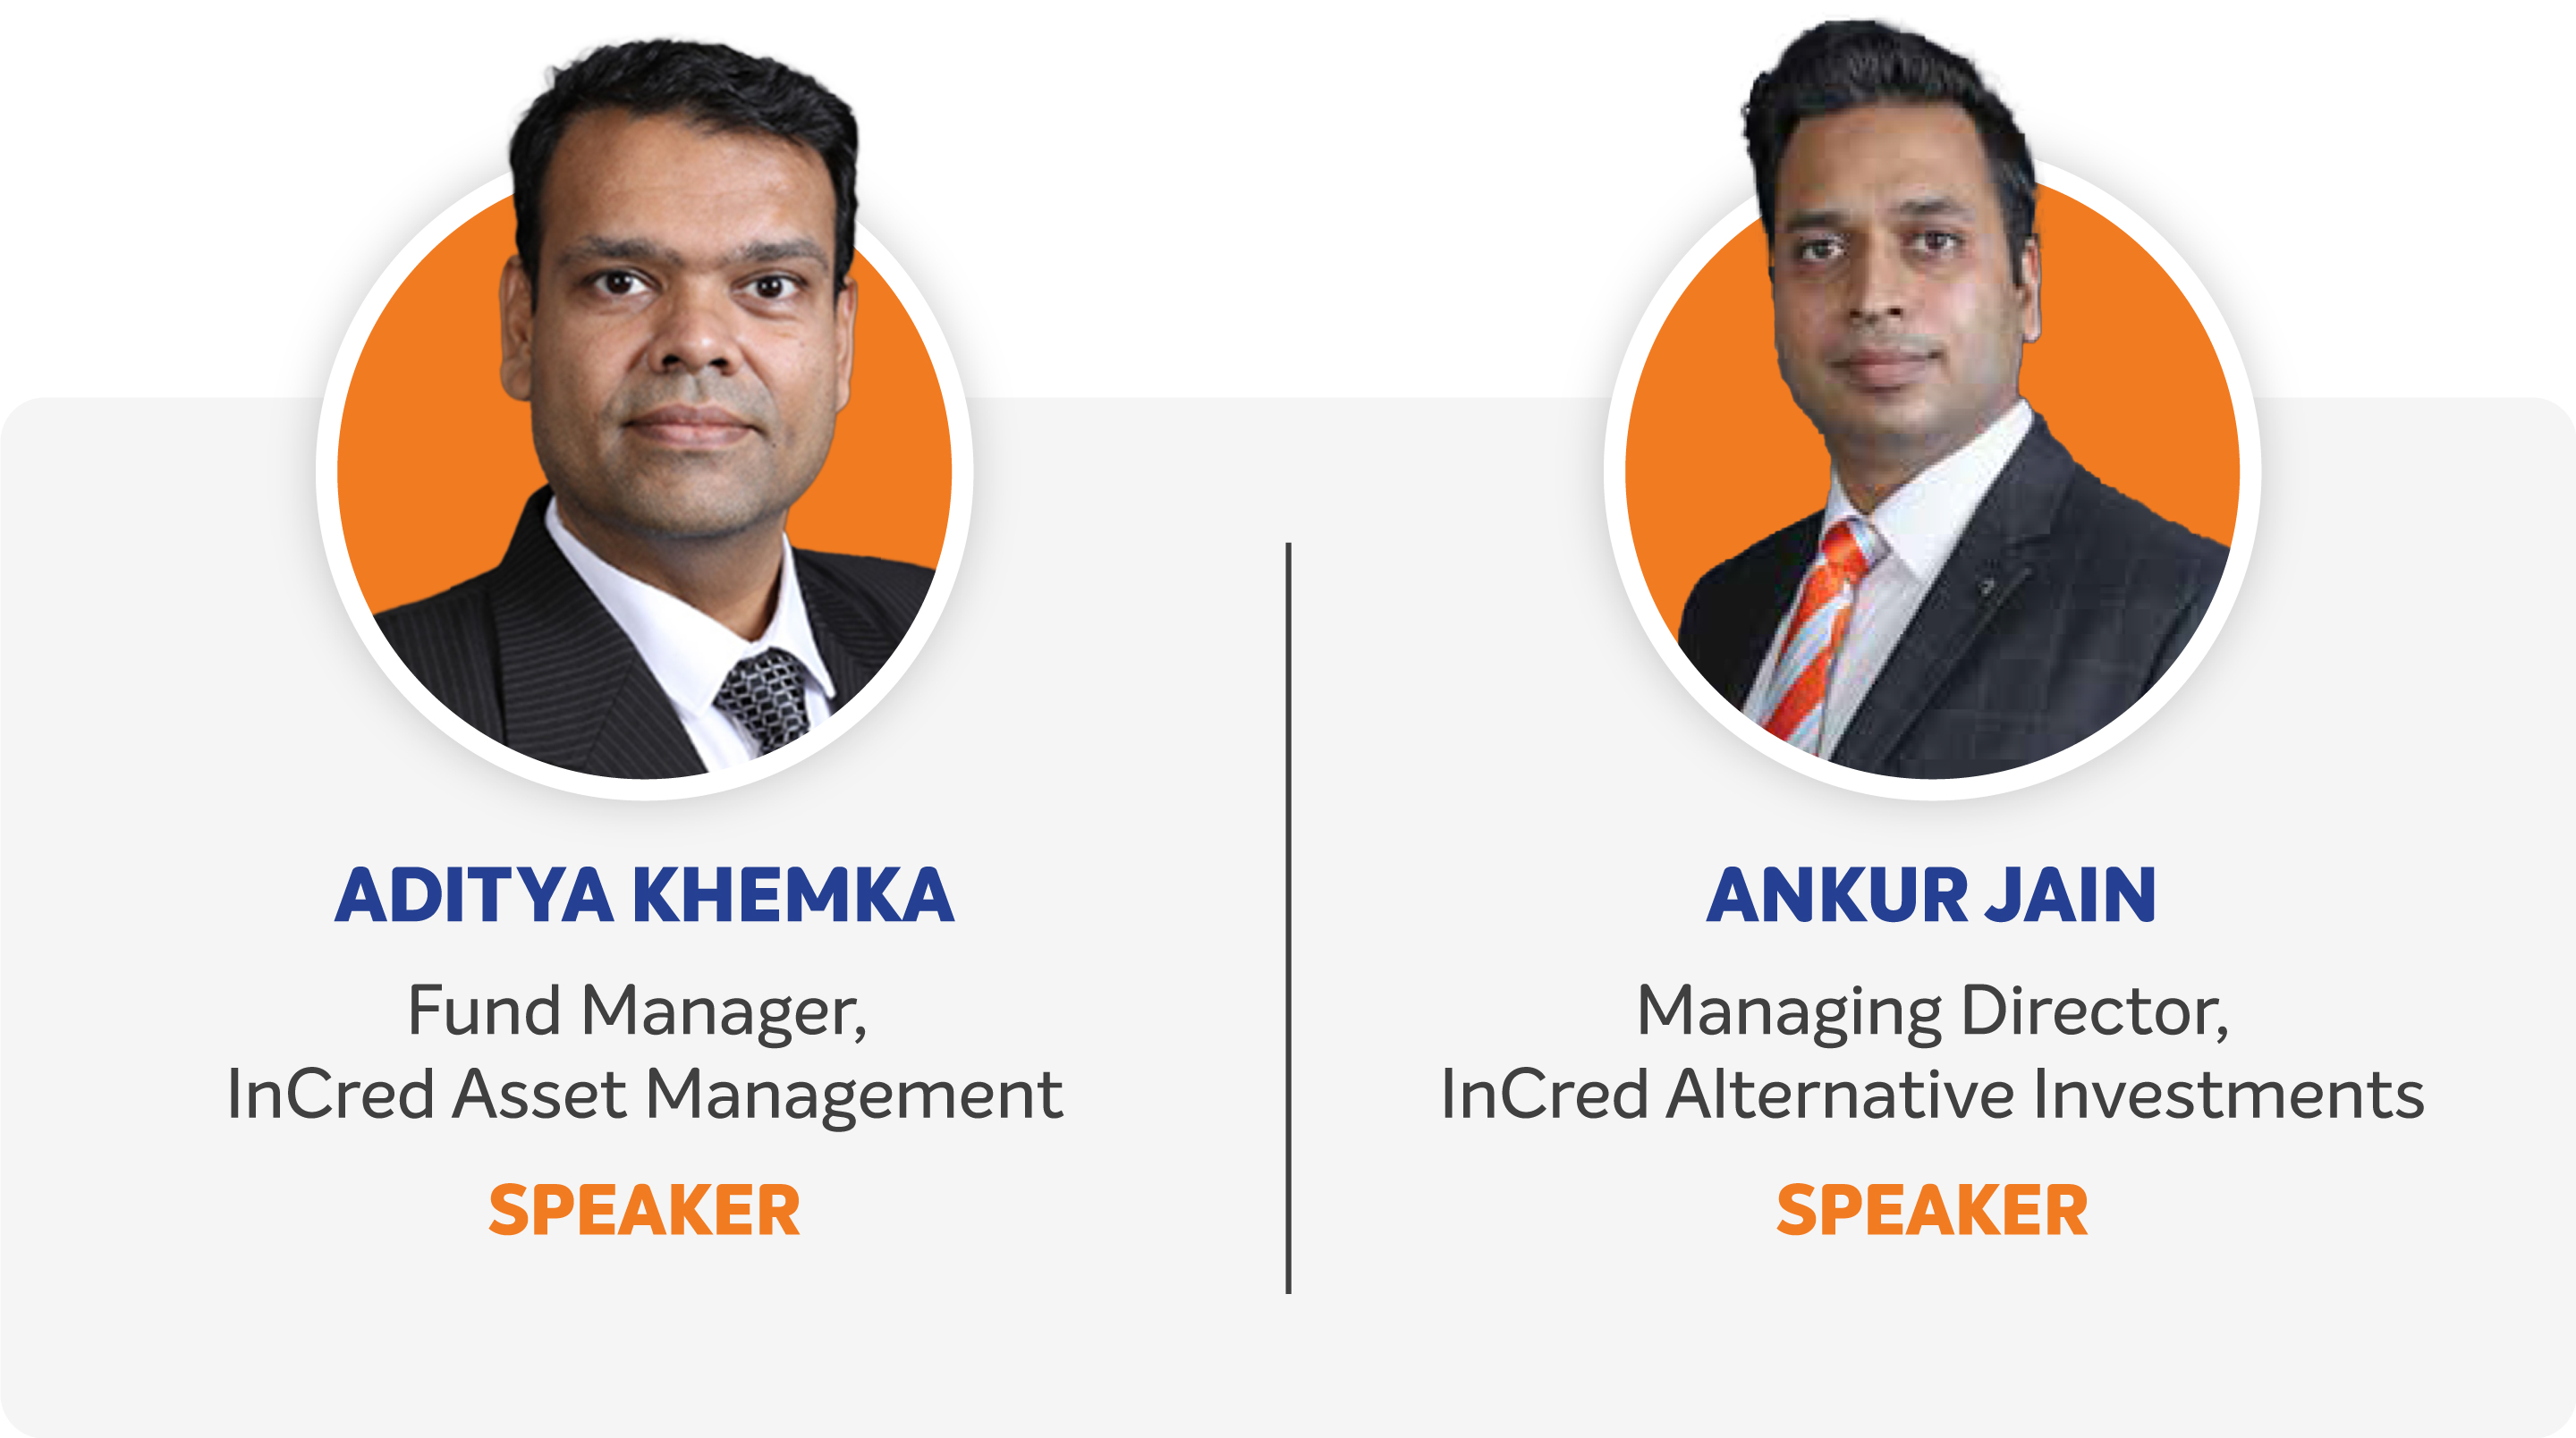 ADITYA KHEMKA
Fund Manager,
InCred Asset Management
SPEAKER
ANKUR JAIN
Managing Director,
InCred Alternative Investments
SPEAKER